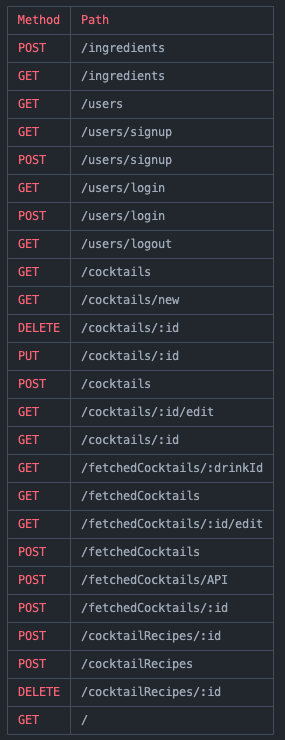 Method Path
POST /ingredients
GET /ingredients
GET /users
GET /users/signup
POST /users/signup
GET /users/login
POST /users/login
GET /users/logout
GET /cocktails
GET /cocktails/new
DELETE /cocktails/:id
PUT /cocktails/:id
POST /cocktails
GET /cocktails/:id/edit
GET /cocktails/:id
GET /fetchedCocktails/:drinkId
GET /fetchedCocktails
GET /fetchedCocktails/:id/edit
POST /fetchedCocktails
POST /fetchedCocktails/API
POST /fetchedCocktails/:id
POST /cocktailRecipes/:id
POST /cocktailRecipes
DELETE /cocktailRecipes/:id
GET /